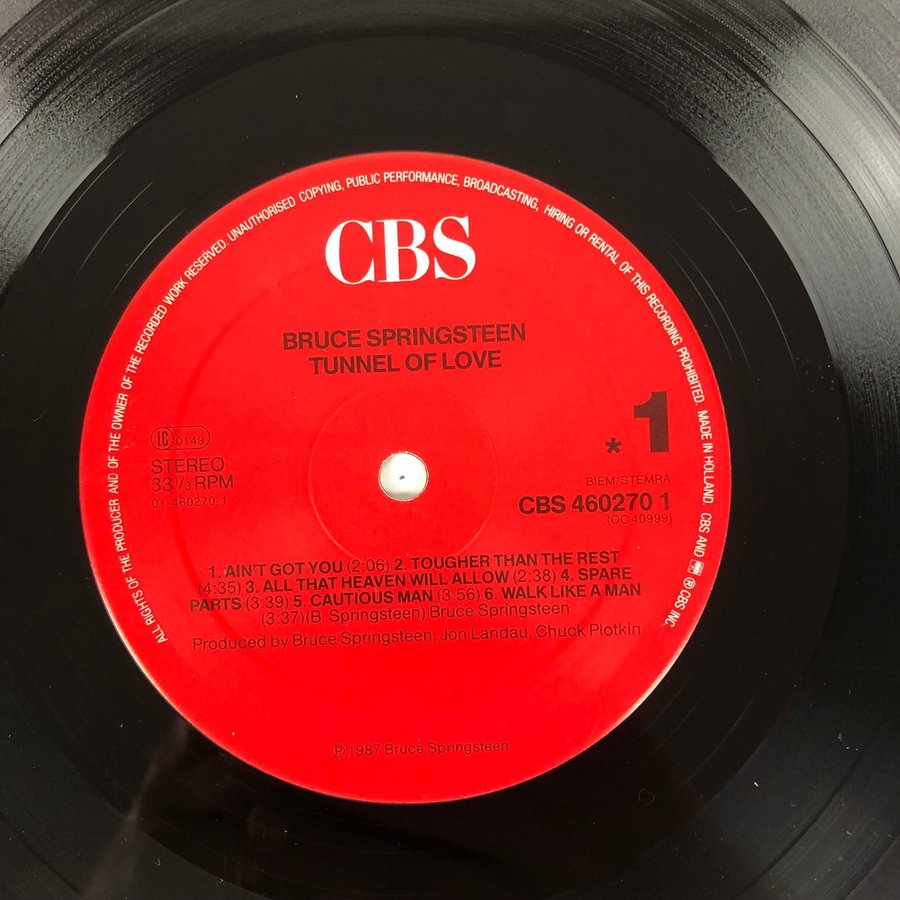 ALL RIGHTS OF THE PRODUCER AND OF THE OWNER OF THE RECORDED WORK RESERVED. UNAUTHORISED COPYING, PUBLIC PERFORMANCE, BROADCASTING, HIRING OR RENTAL OF THIS RECORDING PROHIBITED. MADE IN HOLLAND. CBS AND ℗ CBS INC.
CBS
BRUCE SPRINGSTEEN
TUNNEL OF LOVE
LC 0149
STEREO
33 1/3 RPM
01-460270-1
* 1
BIEM/STEMRA
CBS 460270 1
(OC 40999)
1. AIN'T GOT YOU (2:06) 2. TOUGHER THAN THE REST
(4:35) 3. ALL THAT HEAVEN WILL ALLOW (2:38) 4. SPARE
PARTS (3:39) 5. CAUTIOUS MAN (3:56) 6. WALK LIKE A MAN
(3:37) (B. Springsteen) Bruce Springsteen
Produced by Bruce Springsteen, Jon Landau, Chuck Plotkin
℗ 1987 Bruce Springsteen